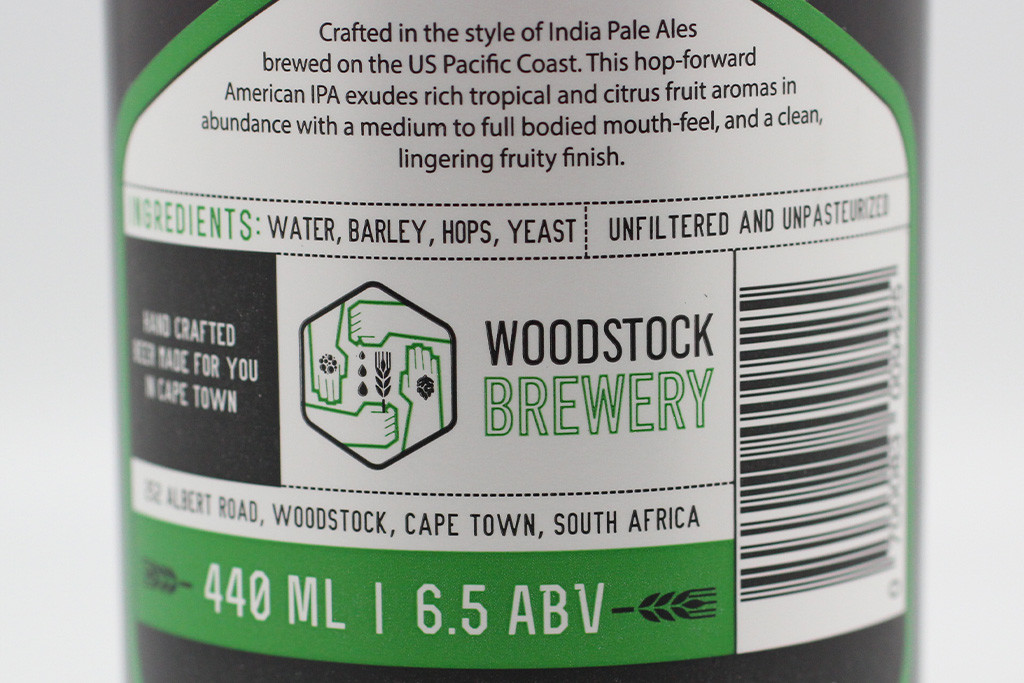 Crafted in the style of India Pale Ales
brewed on the US Pacific Coast. This hop-forward
American IPA exudes rich tropical and citrus fruit aromas in
abundance with a medium to full bodied mouth-feel, and a clean,
lingering fruity finish.
INGREDIENTS: WATER, BARLEY, HOPS, YEAST
UNFILTERED AND UNPASTEURIZED
HAND CRAFTED
BEER MADE FOR YOU
IN CAPE TOWN
WOODSTOCK
BREWERY
252 ALBERT ROAD, WOODSTOCK, CAPE TOWN, SOUTH AFRICA
440 ML | 6.5 ABV